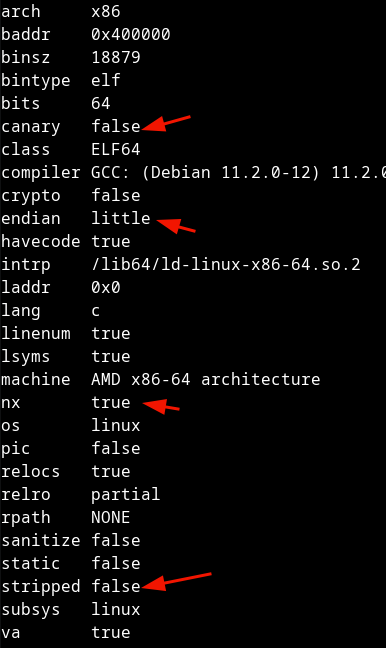 arch x86
baddr 0x400000
binsz 18879
bintype elf
bits 64
canary false
class ELF64
compiler GCC: (Debian 11.2.0-12) 11.2.0
crypto false
endian little
havecode true
intrp /lib64/ld-linux-x86-64.so.2
laddr 0x0
lang c
linenum true
lsyms true
machine AMD x86-64 architecture
nx true
os linux
pic false
relocs true
relro partial
rpath NONE
sanitize false
static false
stripped false
subsys linux
va true